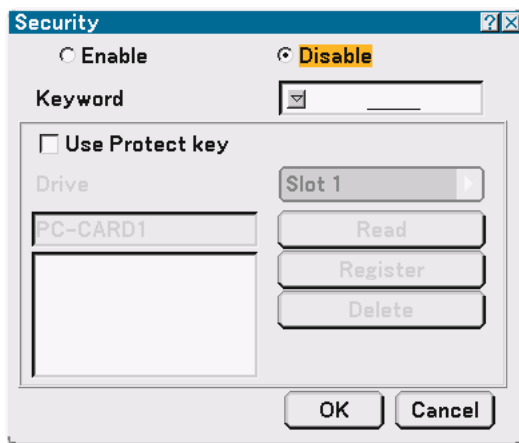 Security
Enable Disable
Keyword
Use Protect key
Drive Slot 1
PC-CARD1 Read
Register
Delete
OK Cancel